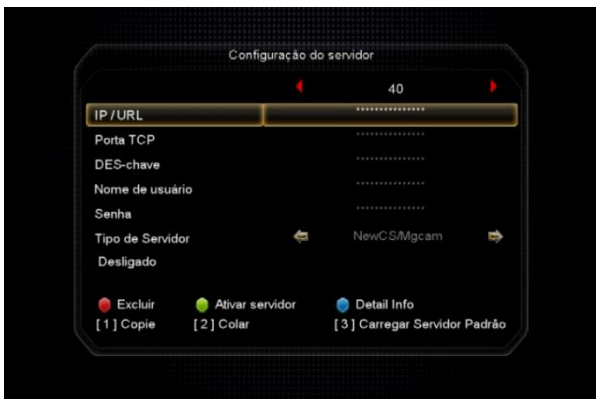 Configuração do servidor
40
IP / URL ***************
Porta TCP ***************
DES-chave ***************
Nome de usuário ***************
Senha ***************
Tipo de Servidor NewCS/Mgcam
Desligado
Excluir Ativar servidor Detail Info
[ 1 ] Copie [ 2 ] Colar [ 3 ] Carregar Servidor Padrão